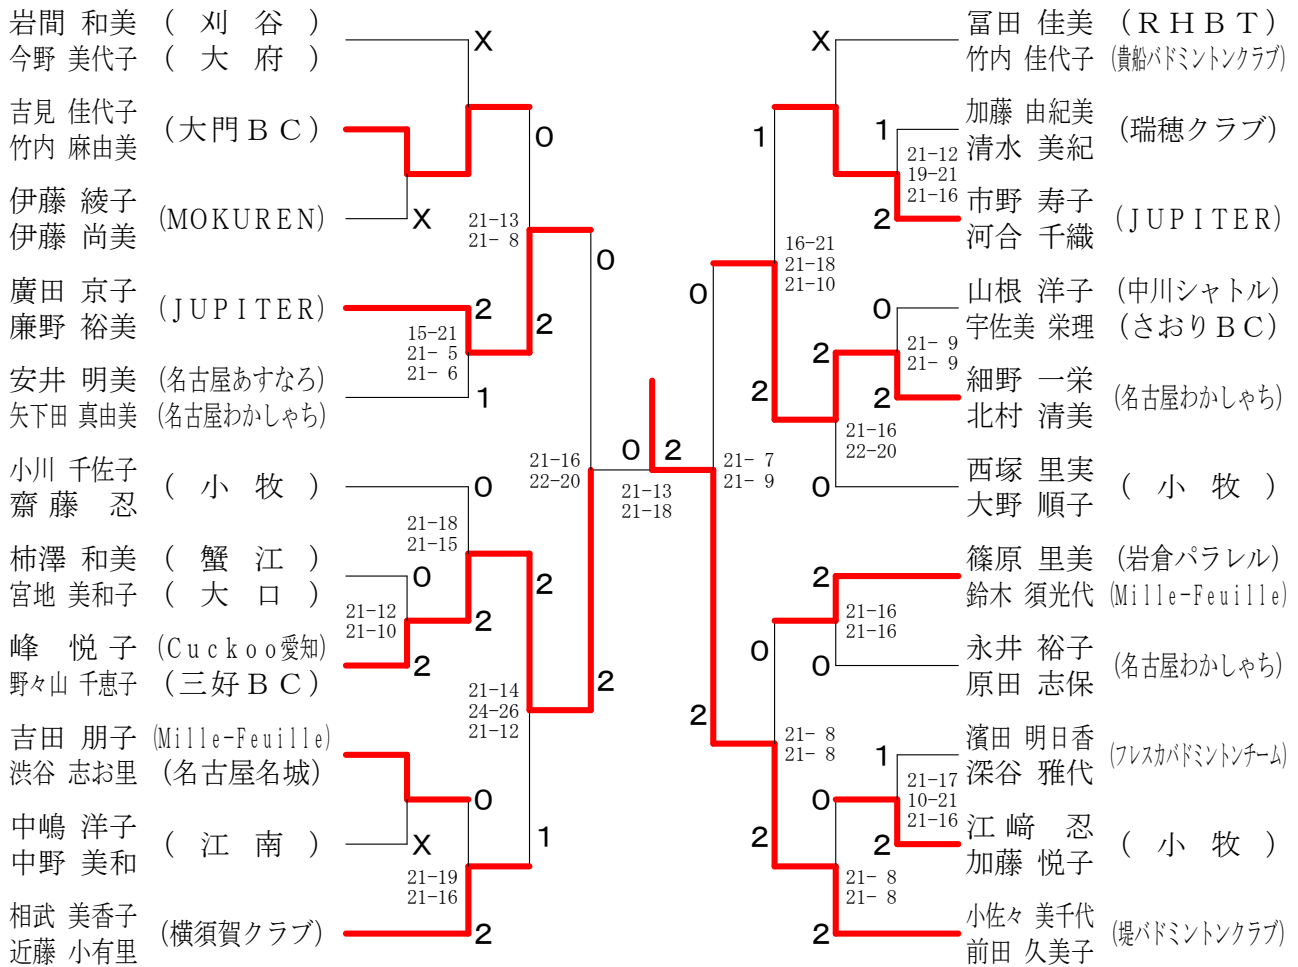 岩間 和美 ( 刈 谷 )
今野 美代子 ( 大 府 )
X
吉見 佳代子
竹内 麻由美
(大門ＢＣ)
0
伊藤 綾子
伊藤 尚美
(MOKUREN)
X
21-13
21- 8
0
廣田 京子
廉野 裕美
(JUPITER)
2
15-21
21- 5
21- 6
2
安井 明美 (名古屋あすなろ)
矢下田 真由美 (名古屋わかしゃち)
1
小川 千佐子
齋藤 忍
( 小 牧 )
0
21-16
22-20
21-18
21-15
柿澤 和美 ( 蟹 江 )
宮地 美和子 ( 大 口 )
0
2
21-12
21-10
2
峰 悦子 (Cuckoo愛知)
野々山 千恵子 (三好ＢＣ)
2
21-14
24-26
21-12
2
吉田 朋子 (Mille-Feuille)
渋谷 志お里 (名古屋名城)
0
中嶋 洋子
中野 美和
( 江 南 )
X
1
21-19
21-16
相武 美香子
近藤 小有里
(横須賀クラブ)
2
0 2
21-13
21-18
冨田 佳美 (ＲＨＢＴ)
竹内 佳代子 (貴船バドミントンクラブ)
X
加藤 由紀美
清水 美紀
(瑞穂クラブ)
1
1
21-12
19-21
21-16
市野 寿子
河合 千織
(JUPITER)
2
16-21
21-18
21-10
0
山根 洋子 (中川シャトル)
宇佐美 栄理 (さおりＢＣ)
0
21- 9
21- 9
2
細野 一栄
北村 清美
(名古屋わかしゃち)
2
2
21-16
22-20
西塚 里実
大野 順子
( 小 牧 )
0
21- 7
21- 9
篠原 里美 (岩倉パラレル)
鈴木 須光代 (Mille-Feuille)
2
21-16
21-16
永井 裕子
原田 志保
(名古屋わかしゃち)
0
0
2
21- 8
21- 8
濱田 明日香
深谷 雅代
(フレスカバドミントンチーム)
1
21-17
10-21
21-16
0
江﨑 忍
加藤 悦子
( 小 牧 )
2
2
21- 8
21- 8
小佐々 美千代
前田 久美子
(堤バドミントンクラブ)
2